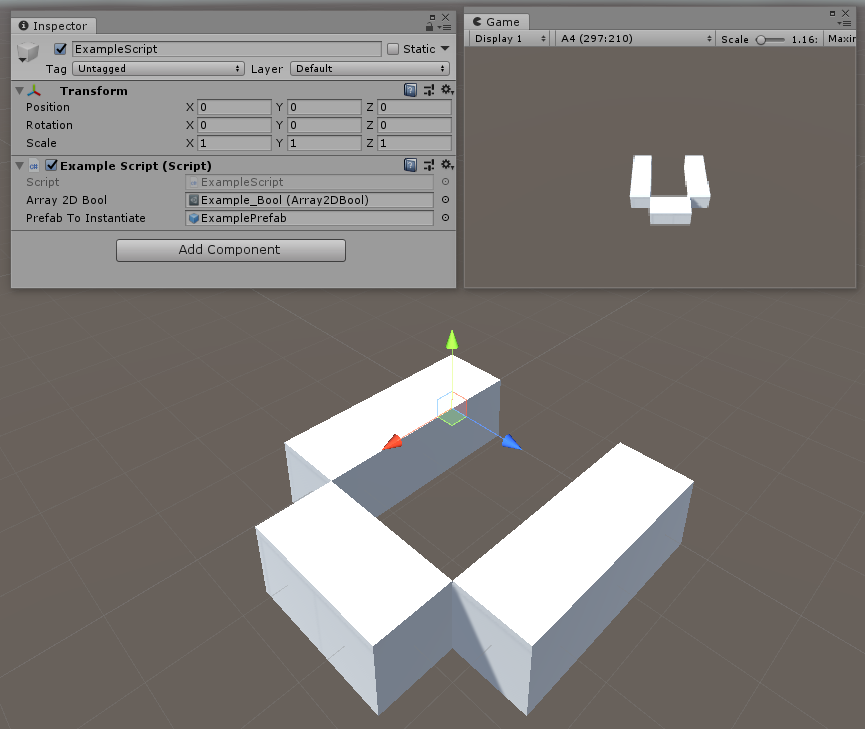 Inspector
ExampleScript Static
Tag Untagged Layer Default
Transform
Position X 0 Y 0 Z 0
Rotation X 0 Y 0 Z 0
Scale X 1 Y 1 Z 1
c# Example Script (Script)
Script ExampleScript
Array 2D Bool Example_Bool (Array2DBool)
Prefab To Instantiate ExamplePrefab
Add Component
Game
Display 1 A4 (297:210) Scale 1.16: Maxin